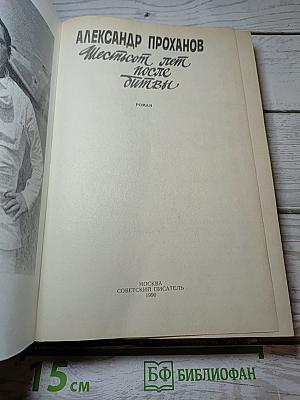 АЛЕКСАНДР ПРОХАНОВ
Шестьсот лет
после
битвы
РОМАН
МОСКВА
СОВЕТСКИЙ ПИСАТЕЛЬ
1990
15 см
БФ БИБЛИОФАН